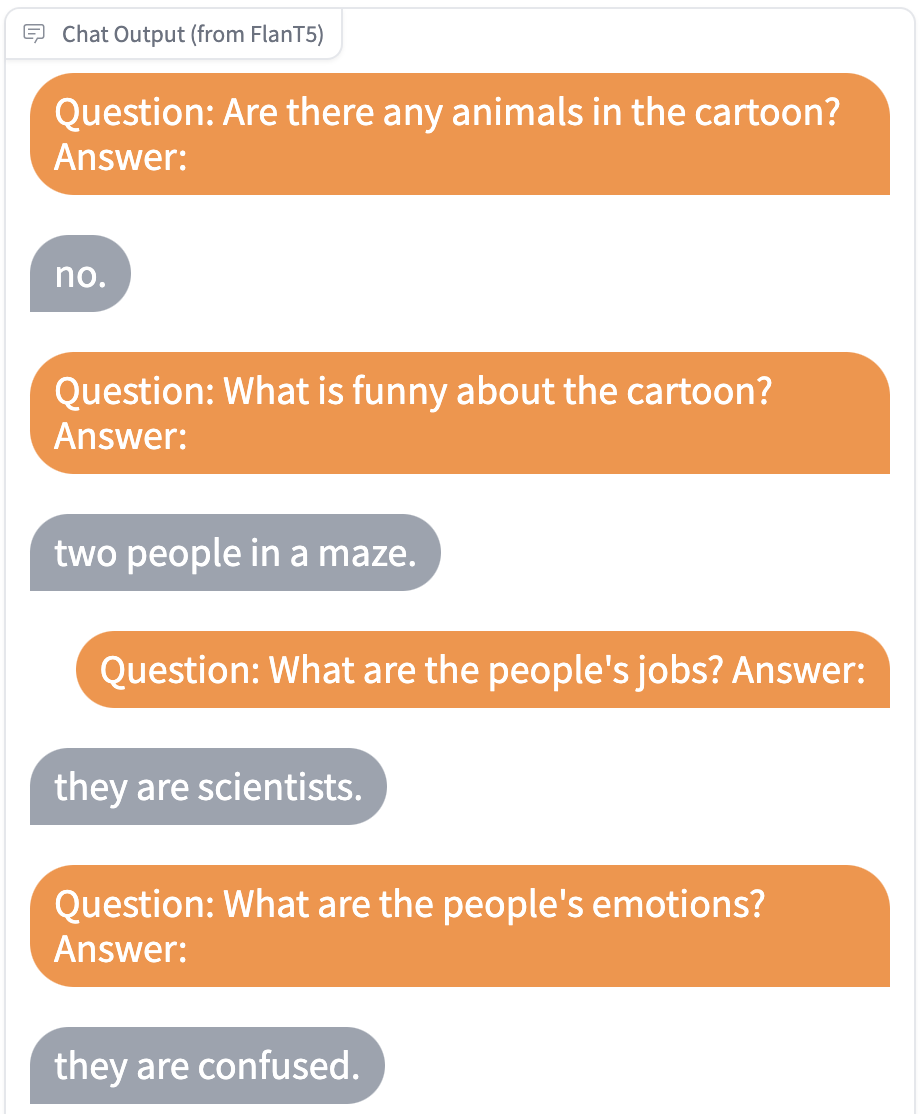 Chat Output (from FlanT5)
Question: Are there any animals in the cartoon?
Answer:
no.
Question: What is funny about the cartoon?
Answer:
two people in a maze.
Question: What are the people's jobs? Answer:
they are scientists.
Question: What are the people's emotions?
Answer:
they are confused.